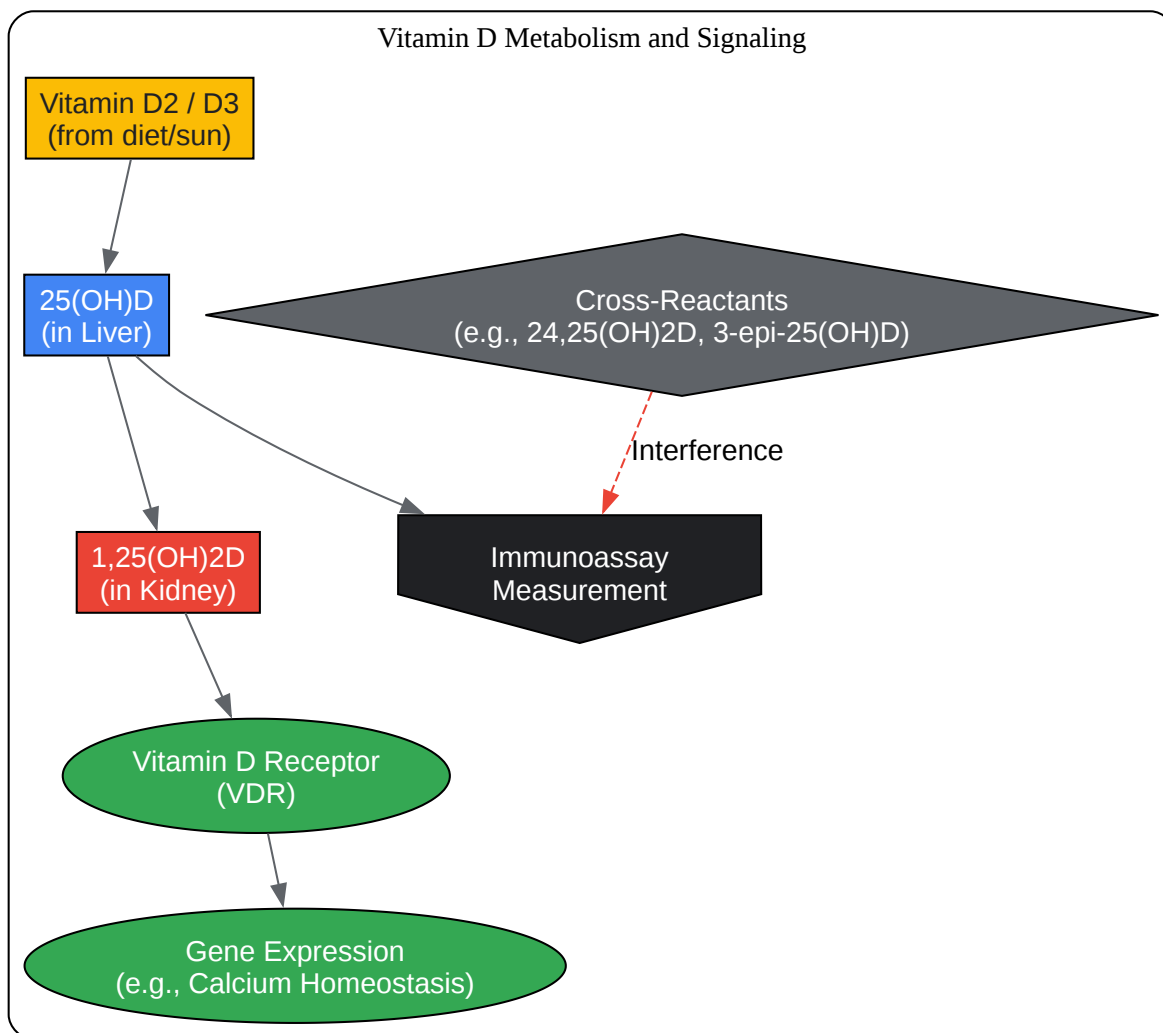 Vitamin D Metabolism and Signaling
Vitamin D2 / D3
(from diet/sun)
25(OH)D
(in Liver)
Cross-Reactants
(e.g., 24,25(OH)2D, 3-epi-25(OH)D)
Interference
1,25(OH)2D
(in Kidney)
Immunoassay
Measurement
Vitamin D Receptor
(VDR)
Gene Expression
(e.g., Calcium Homeostasis)